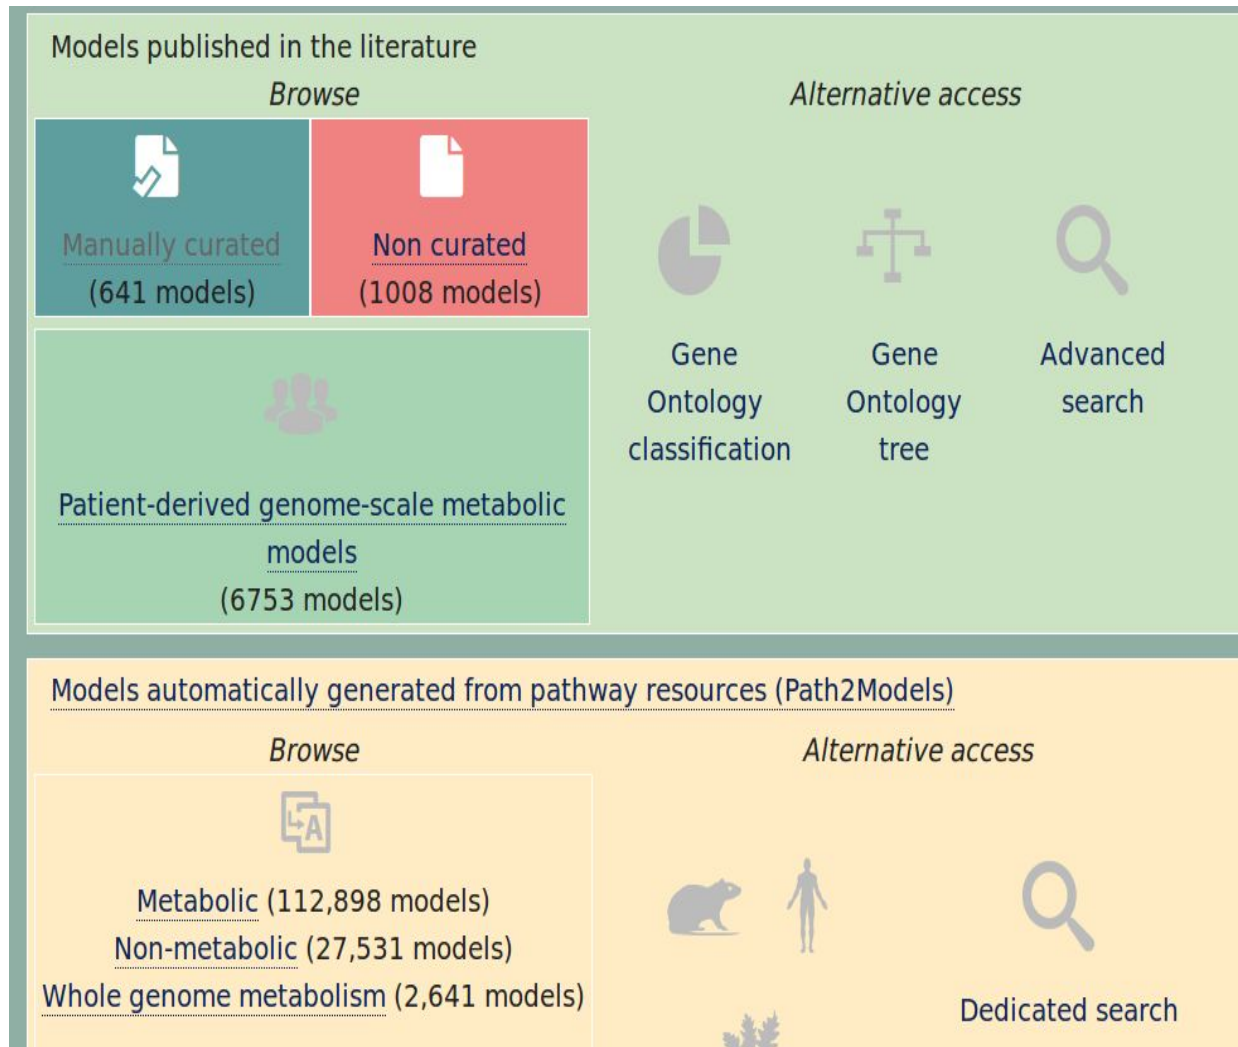 Models published in the literature
Browse
Alternative access
Manually curated
(641 models)
Non curated
(1008 models)
Patient-derived genome-scale metabolic
models
(6753 models)
Gene
Ontology
classification
Gene
Ontology
tree
Advanced
search
Models automatically generated from pathway resources (Path2Models)
Browse
Alternative access
A
Metabolic (112,898 models)
Non-metabolic (27,531 models)
Whole genome metabolism (2,641 models)
Dedicated search